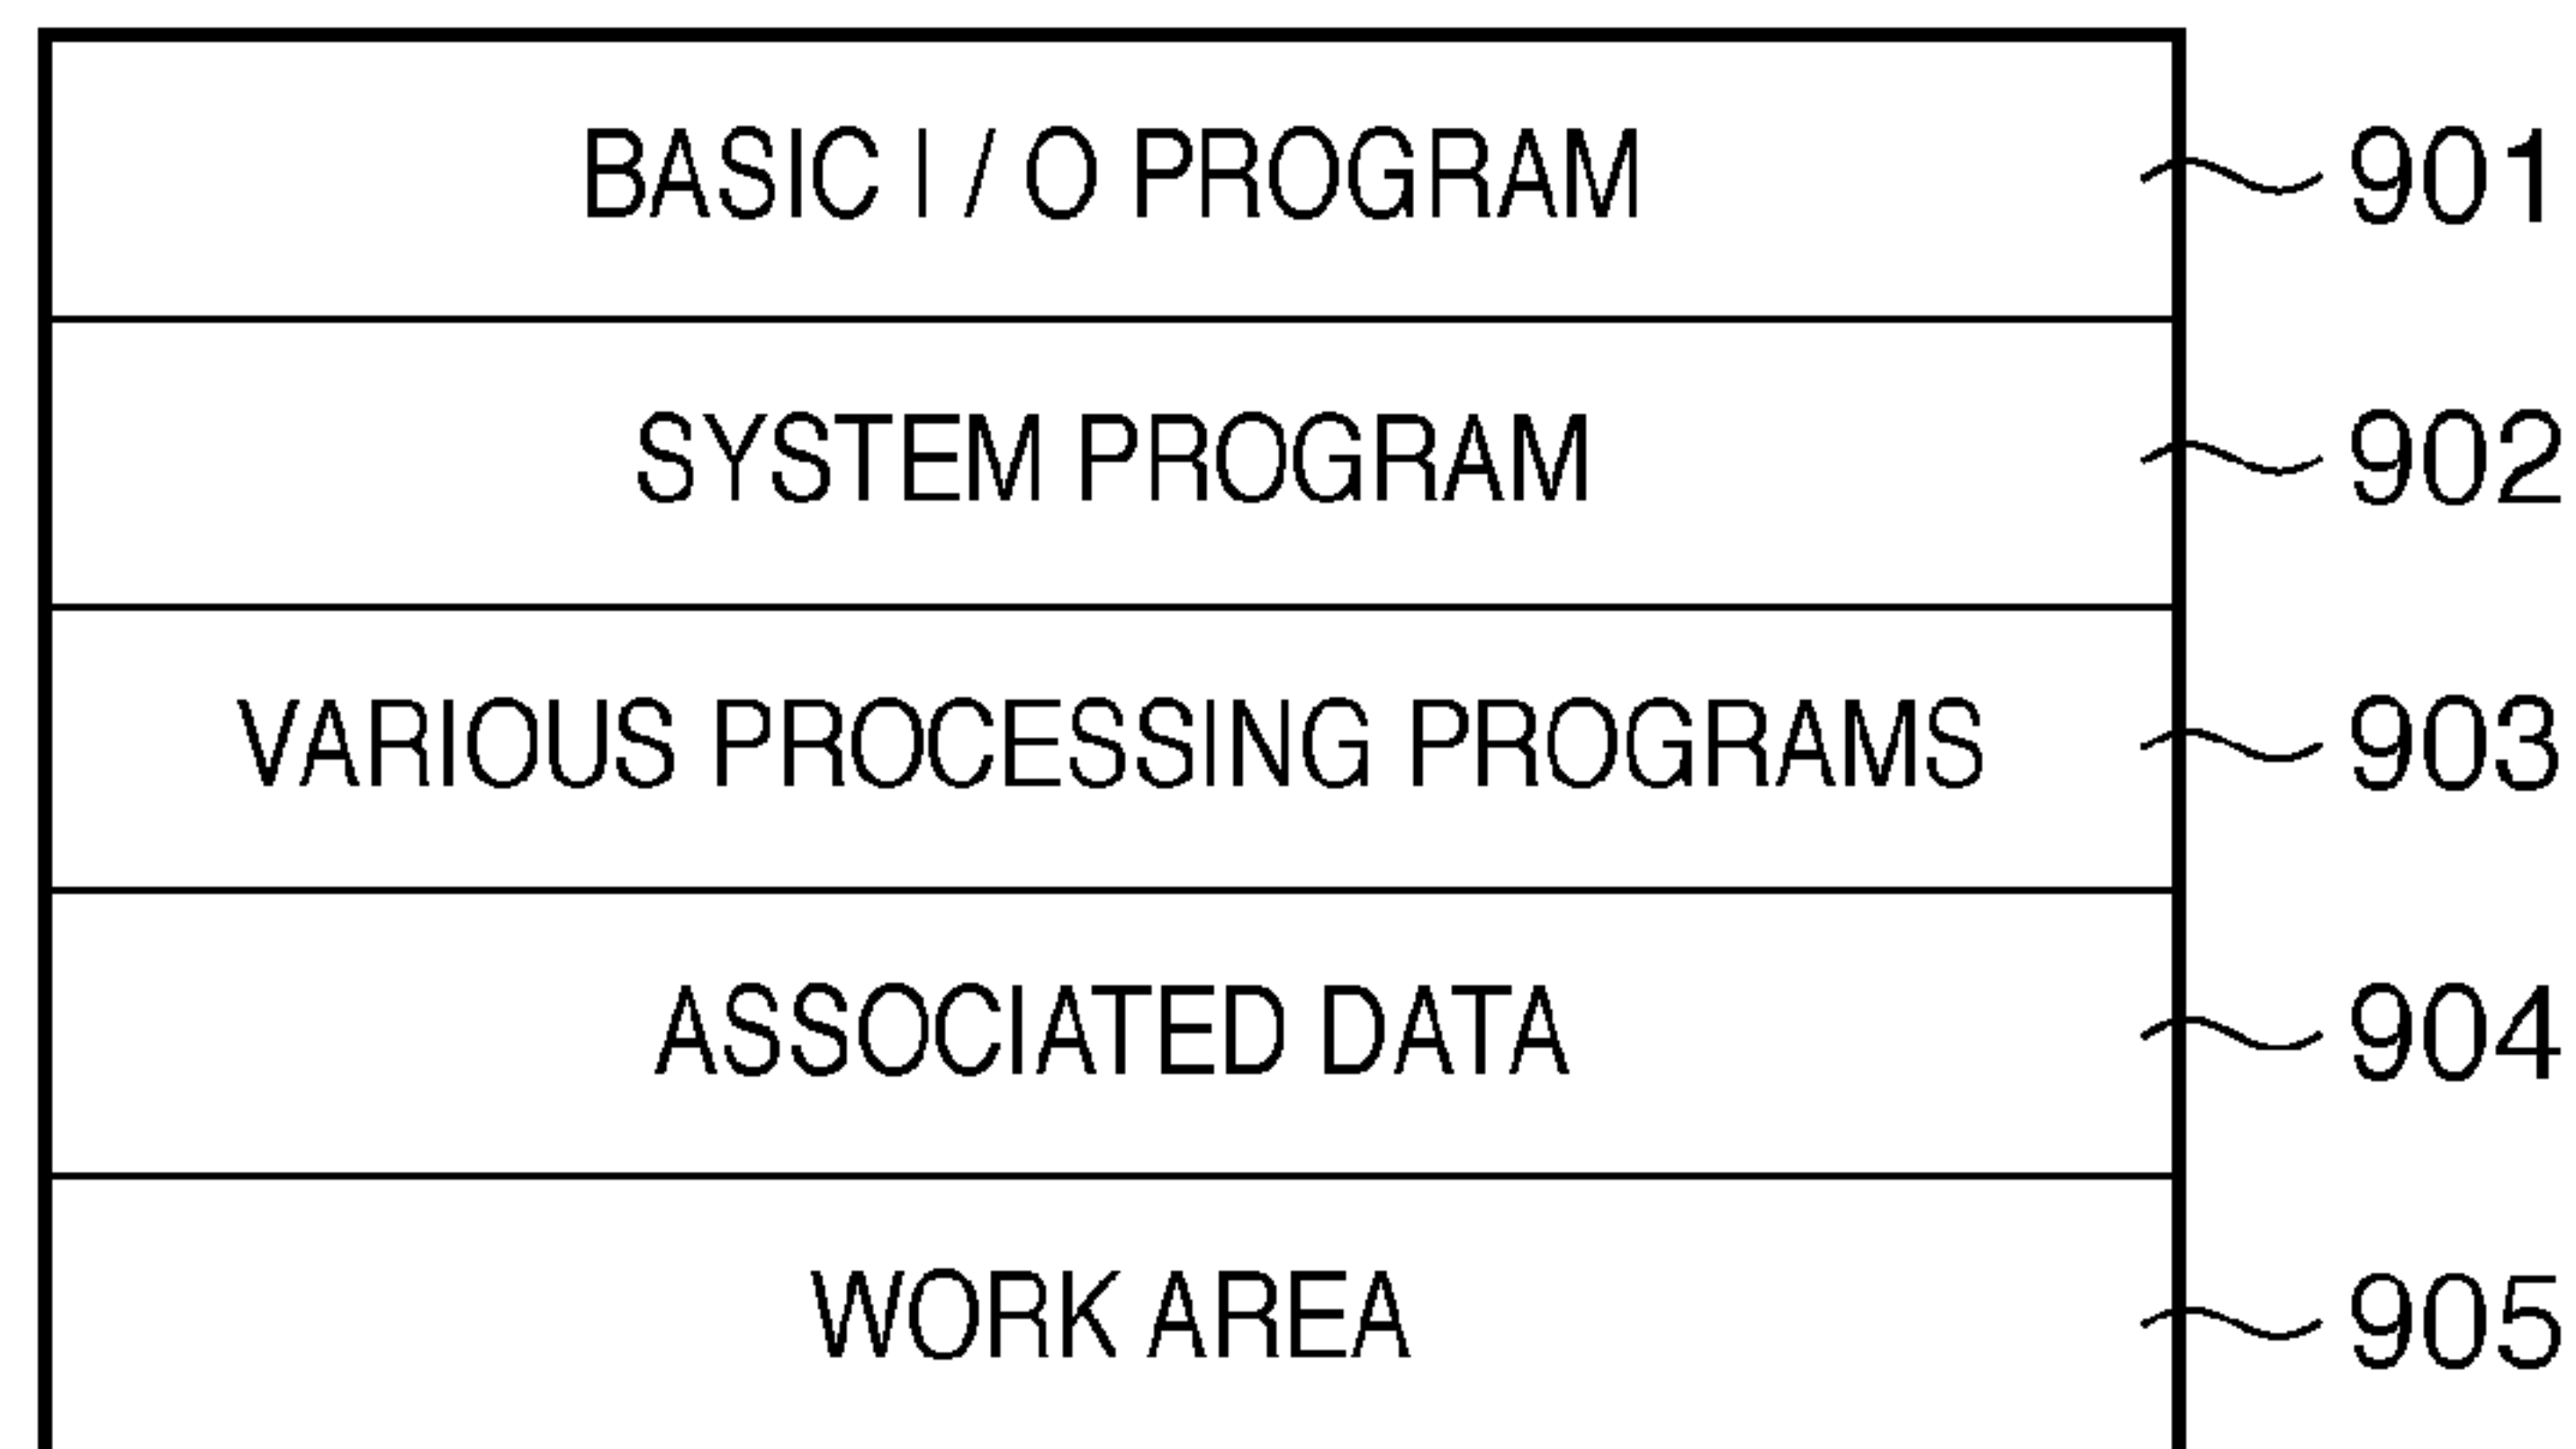 BASIC I / O PROGRAM 901
SYSTEM PROGRAM 902
VARIOUS PROCESSING PROGRAMS 903
ASSOCIATED DATA 904
WORK AREA 905